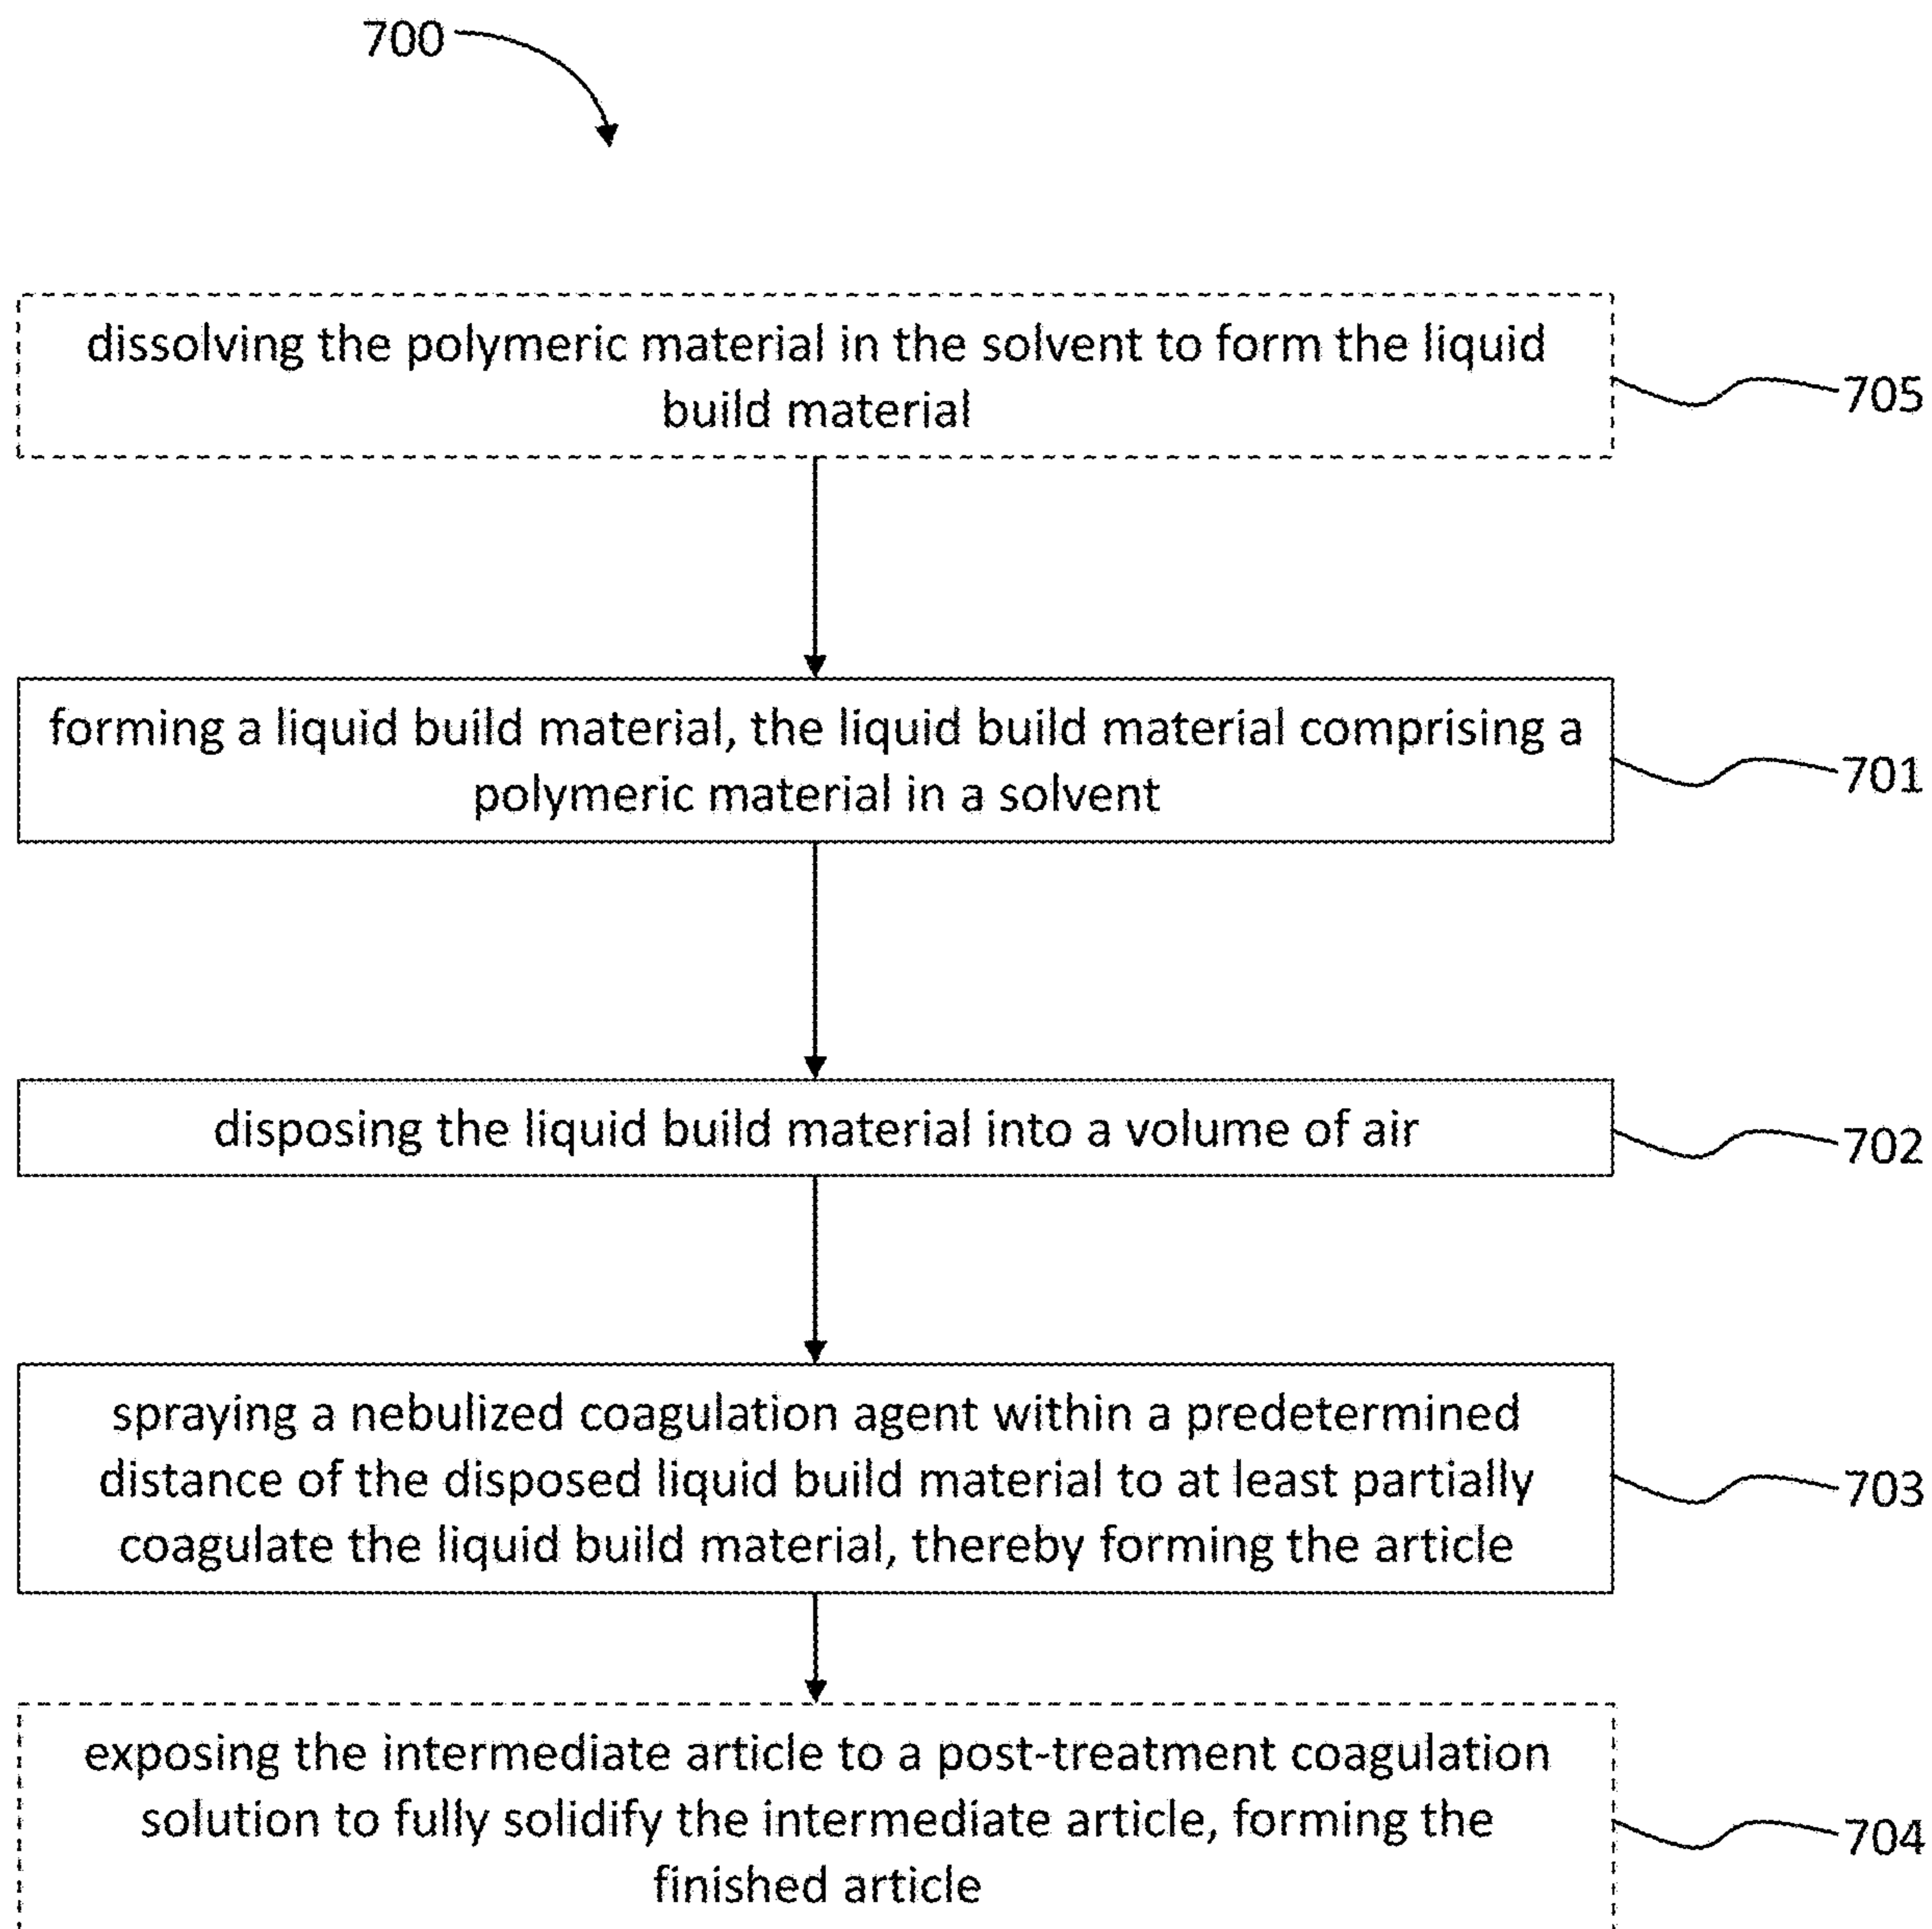 700
dissolving the polymeric material in the solvent to form the liquid
build material
705
forming a liquid build material, the liquid build material comprising a
polymeric material in a solvent
701
disposing the liquid build material into a volume of air
702
spraying a nebulized coagulation agent within a predetermined
distance of the disposed liquid build material to at least partially
coagulate the liquid build material, thereby forming the article
703
exposing the intermediate article to a post-treatment coagulation
solution to fully solidify the intermediate article, forming the
finished article
704